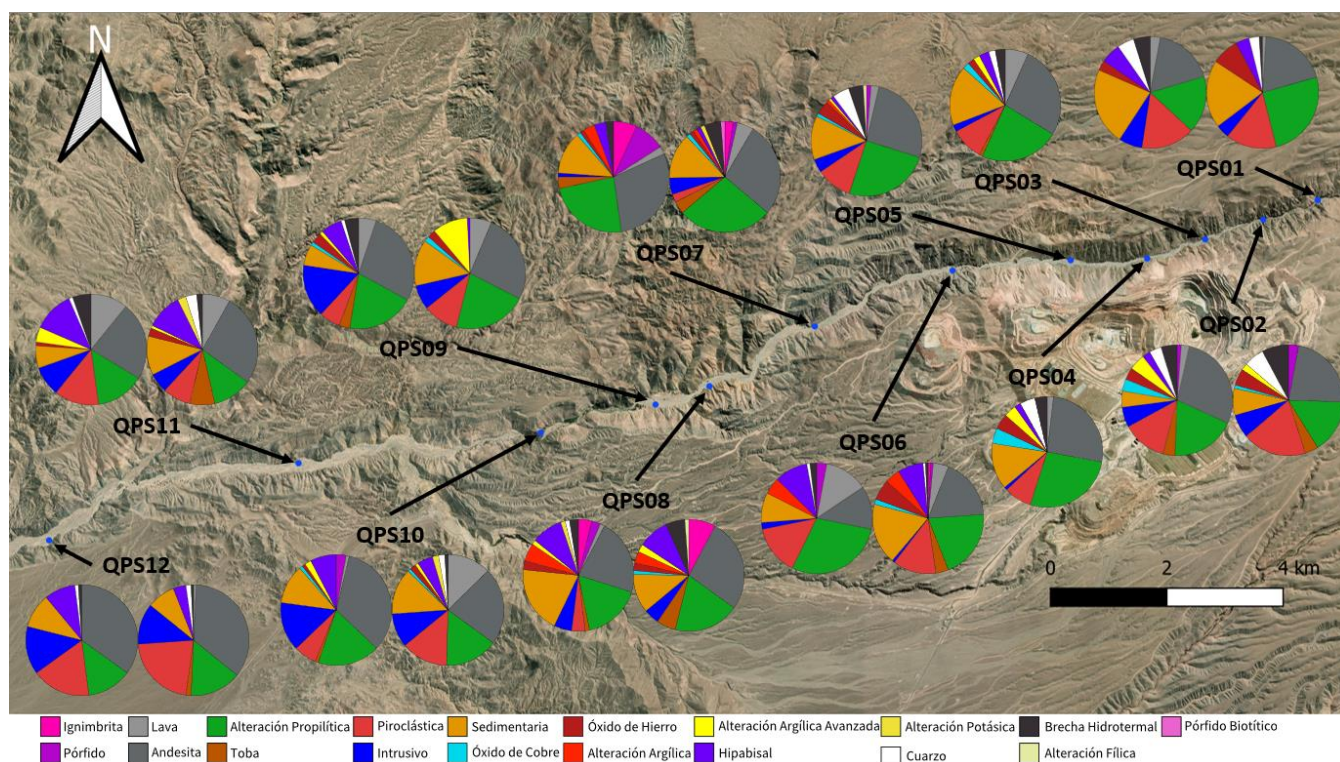 N
QPS01
QPS03
QPS05
QPS07
QPS02
QPS09
QPS04
QPS11
QPS06
QPS08
QPS10
QPS12
0 2 4 km
Ignimbrita Lava Alteración Propilítica Piroclástica Sedimentaria Óxido de Hierro Alteración Argílica Avanzada Alteración Potásica Brecha Hidrotermal Pórfido Biotítico
Pórfido Andesita Toba Intrusivo Óxido de Cobre Alteración Argílica Hipabisal Cuarzo Alteración Fílica